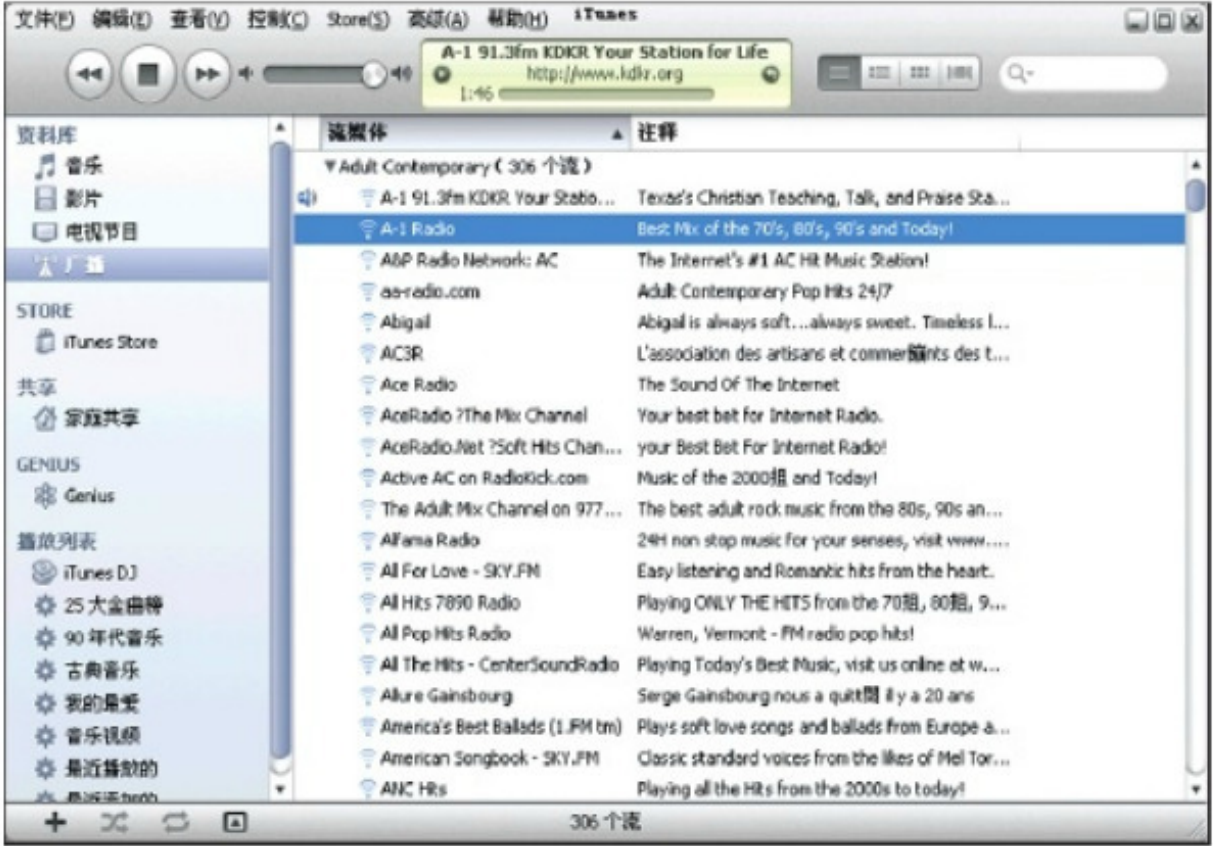 文件(F) 编辑(E) 查看(V) 控制(C) Store(S) 高级(A) 帮助(H) iTunes
A-1 91.3fm KDKR Your Station for Life
http://www.kdkr.org
1:46
资料库
音乐
影片
电视节目
广播
STORE
iTunes Store
共享
家庭共享
GENIUS
Genius
播放列表
iTunes DJ
25 大金曲榜
90 年代音乐
古典音乐
我的最爱
音乐视频
最近播放的
最近添加的
流媒体 注释
Adult Contemporary ( 306 个流 )
A-1 91.3fm KDKR Your Statio... Texas's Christian Teaching, Talk, and Praise Sta...
A-1 Radio Best Mix of the 70's, 80's, 90's and Today!
A&P Radio Network: AC The Internet's #1 AC Hit Music Station!
aa-radio.com Adult Contemporary Pop Hits 24/7
Abigail Abigail is always soft...always sweet. Timeless l...
AC3R L'association des artisans et des t...
Ace Radio The Sound Of The Internet
AceRadio ?The Mix Channel Your best bet for Internet Radio.
AceRadio.Net ?Soft Hits Chan... your Best Bet For Internet Radio!
Active AC on RadioKick.com Music of the 2000 and Today!
The Adult Mix Channel on 977... The best adult rock music from the 80s, 90s an...
Alfama Radio 24H non stop music for your senses, visit www....
All For Love - SKY.FM Easy listening and Romantic hits from the heart.
All Hits 7890 Radio Playing ONLY THE HITS from the 70, 80, 9...
All Pop Hits Radio Warren, Vermont - FM radio pop hits!
All The Hits - CenterSoundRadio Playing Today's Best Music, visit us online at w...
Allure Gainsbourg Serge Gainsbourg nous a il y a 20 ans
America's Best Ballads (1.FM tm) Plays soft love songs and ballads from Europe a...
American Songbook - SKY.FM Classic standard voices from the likes of Mel Tor...
ANC Hits Playing all the Hits from the 2000s to today!
306 个流